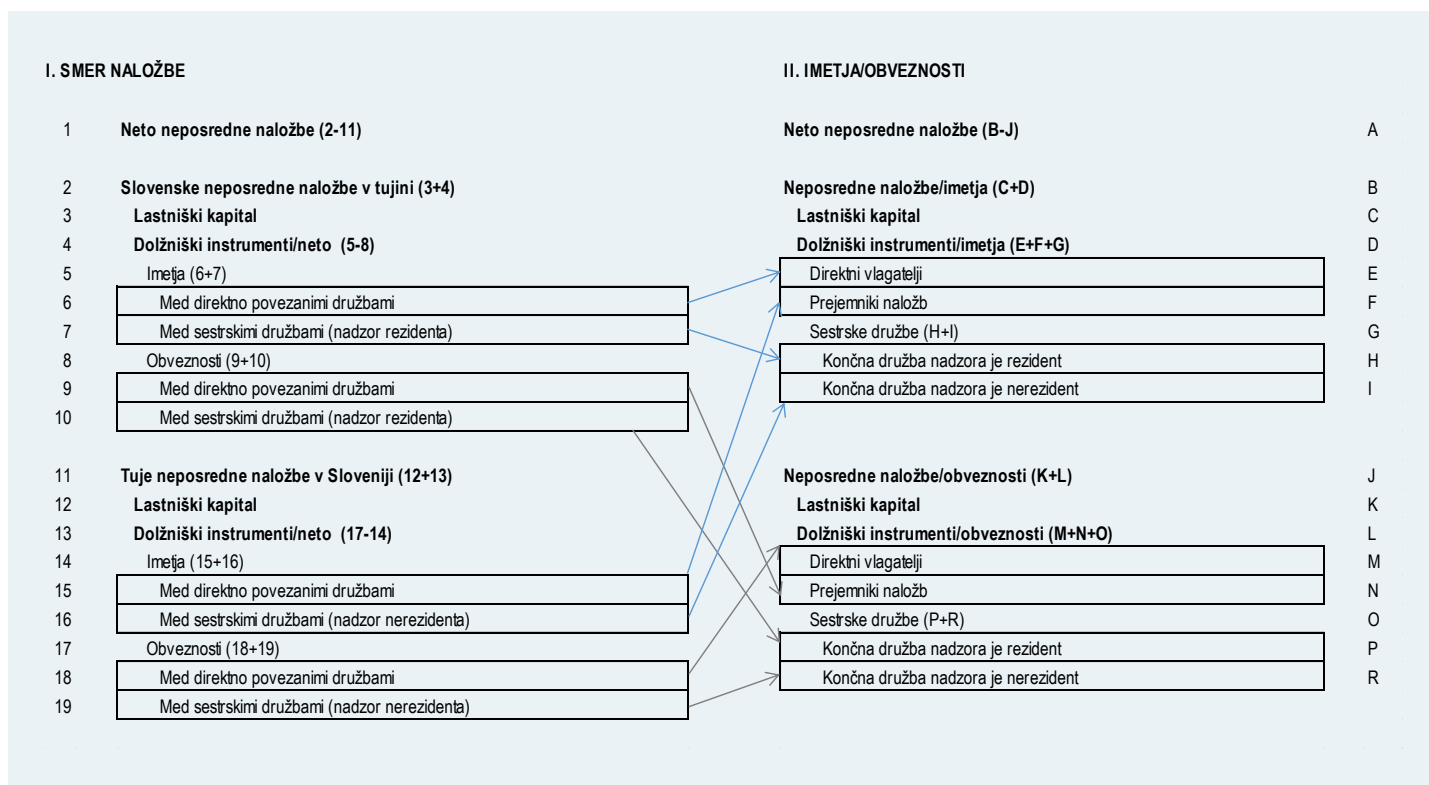 I. SMER NALOŽBE II. IMETJA/OBVEZNOSTI
1 Neto neposredne naložbe (2-11) Neto neposredne naložbe (B-J) A
2 Slovenske neposredne naložbe v tujini (3+4) Neposredne naložbe/imetja (C+D) B
3 Lastniški kapital Lastniški kapital C
4 Dolžniški instrumenti/neto (5-8) Dolžniški instrumenti/imetja (E+F+G) D
5 Imetja (6+7) Direktni vlagatelji E
6 Med direktno povezanimi družbami Prejemniki naložb F
7 Med sestrskimi družbami (nadzor rezidenta) Sestrske družbe (H+I) G
8 Obveznosti (9+10) Končna družba nadzora je rezident H
9 Med direktno povezanimi družbami Končna družba nadzora je nerezident I
10 Med sestrskimi družbami (nadzor rezidenta)
11 Tuje neposredne naložbe v Sloveniji (12+13) Neposredne naložbe/obveznosti (K+L) J
12 Lastniški kapital Lastniški kapital K
13 Dolžniški instrumenti/neto (17-14) Dolžniški instrumenti/obveznosti (M+N+O) L
14 Imetja (15+16) Direktni vlagatelji M
15 Med direktno povezanimi družbami Prejemniki naložb N
16 Med sestrskimi družbami (nadzor nerezidenta) Sestrske družbe (P+R) O
17 Obveznosti (18+19) Končna družba nadzora je rezident P
18 Med direktno povezanimi družbami Končna družba nadzora je nerezident R
19 Med sestrskimi družbami (nadzor nerezidenta)